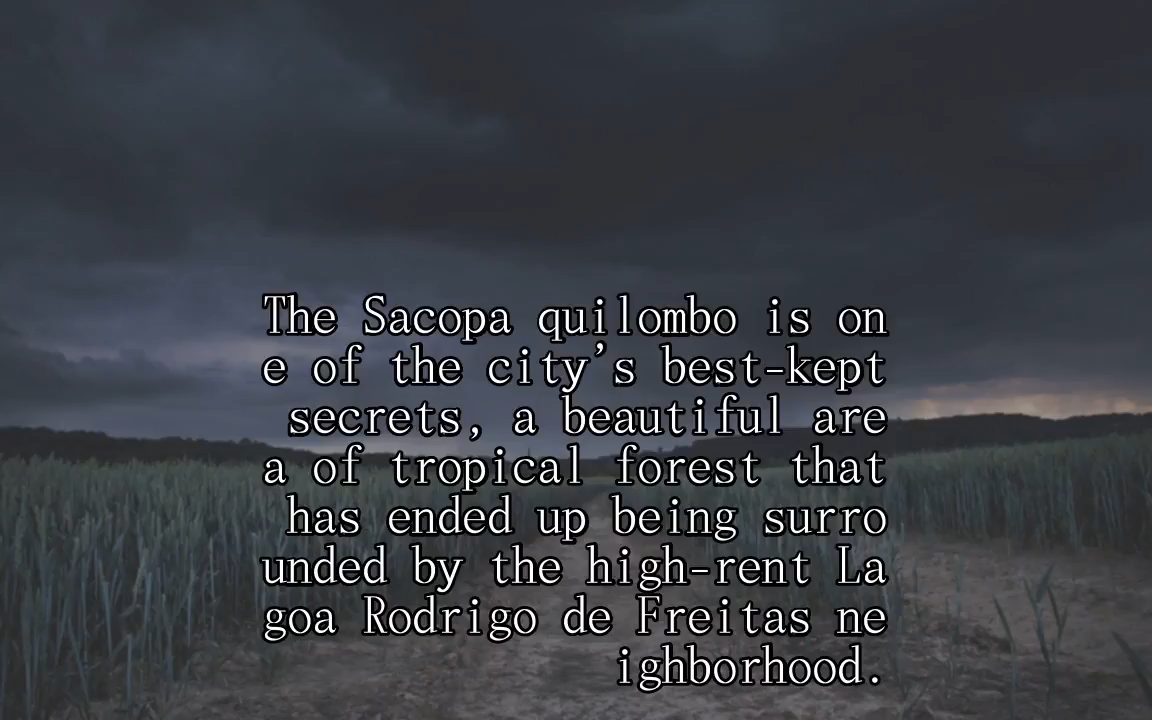 The Sacopa quilombo is on
e of the city’s best-kept
secrets, a beautiful are
a of tropical forest that
has ended up being surro
unded by the high-rent La
goa Rodrigo de Freitas ne
ighborhood.